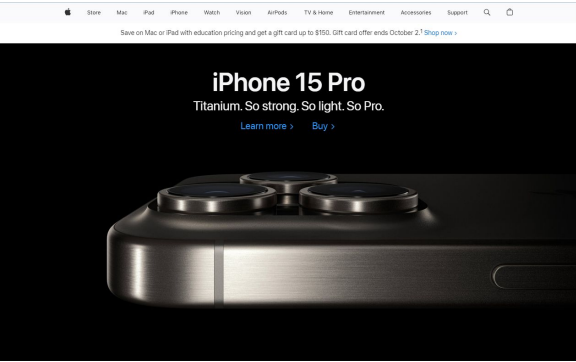 Store Mac iPad iPhone Watch Vision AirPods TV & Home Entertainment Accessories Support
Save on Mac or iPad with education pricing and get a gift card up to $150. Gift card offer ends October 2.¹ Shop now >
iPhone 15 Pro
Titanium. So strong. So light. So Pro.
Learn more > Buy >